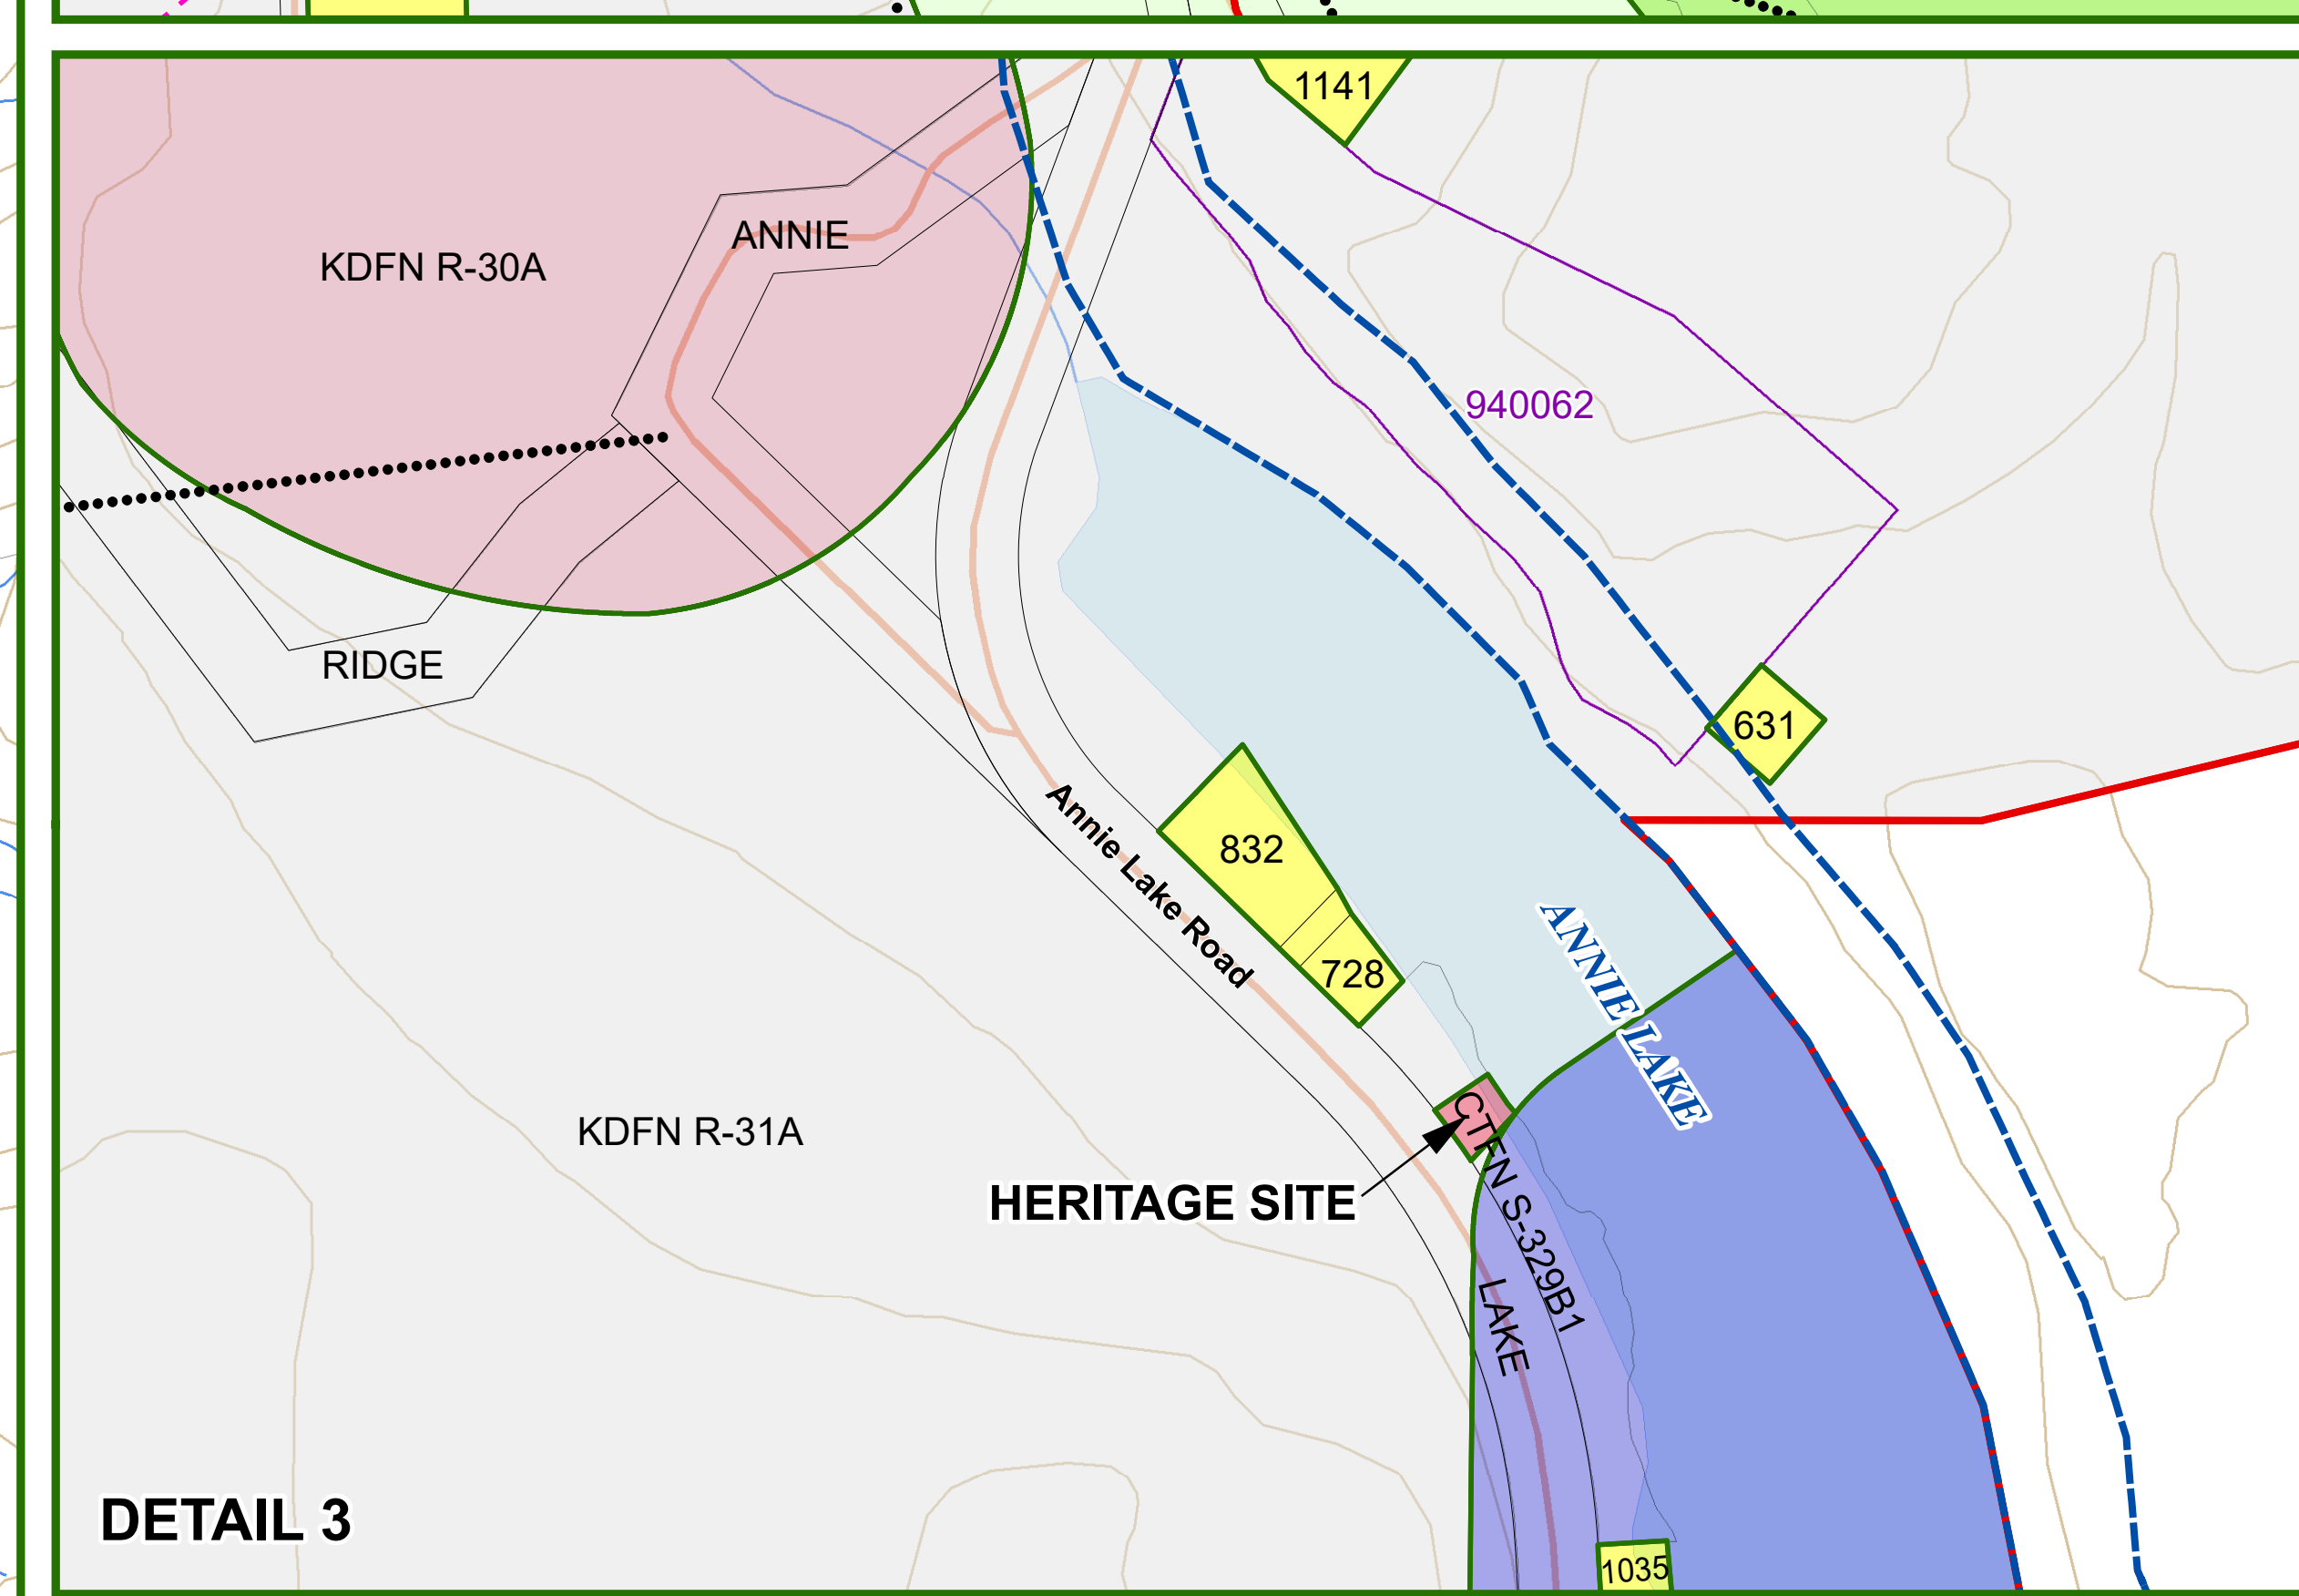 1141
ANNIE
KDFN R-30A
940062
RIDGE
631
Annie Lake Road
832
728
ANNIE LAKE
CTFN S-329B1
KDFN R-31A
HERITAGE SITE
LAKE
DETAIL 3
1035